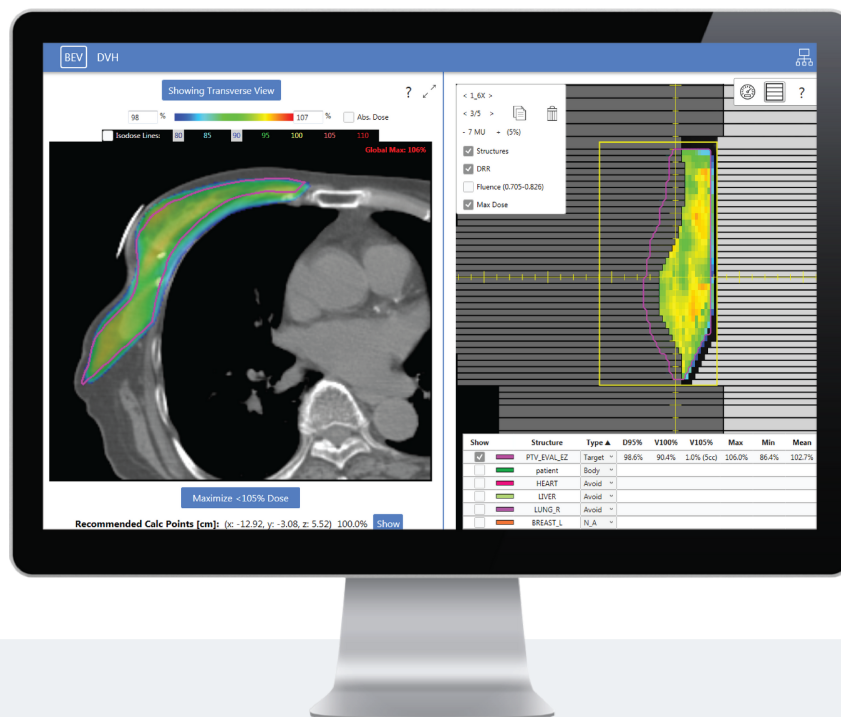 BEV DVH
Showing Transverse View
?
98 % 107 % Abs. Dose
Isodose Lines: 80 85 90 95 100 105 110
Global Max: 106%
Maximize <105% Dose
Recommended Calc Points [cm]: (x: -12.92, y: -3.08, z: 5.52) 100.0% Show
< 1_6X >
< 3/5 >
- 7 MU + (5%)
Structures
DRR
Fluence (0.705-0.826)
Max Dose
?
Show Structure Type ▲ D95% V100% V105% Max Min Mean
PTV_EVAL_EZ Target 98.6% 90.4% 1.0% (5cc) 106.0% 86.4% 102.7%
patient Body
HEART Avoid
LIVER Avoid
LUNG_R Avoid
BREAST_L N_A